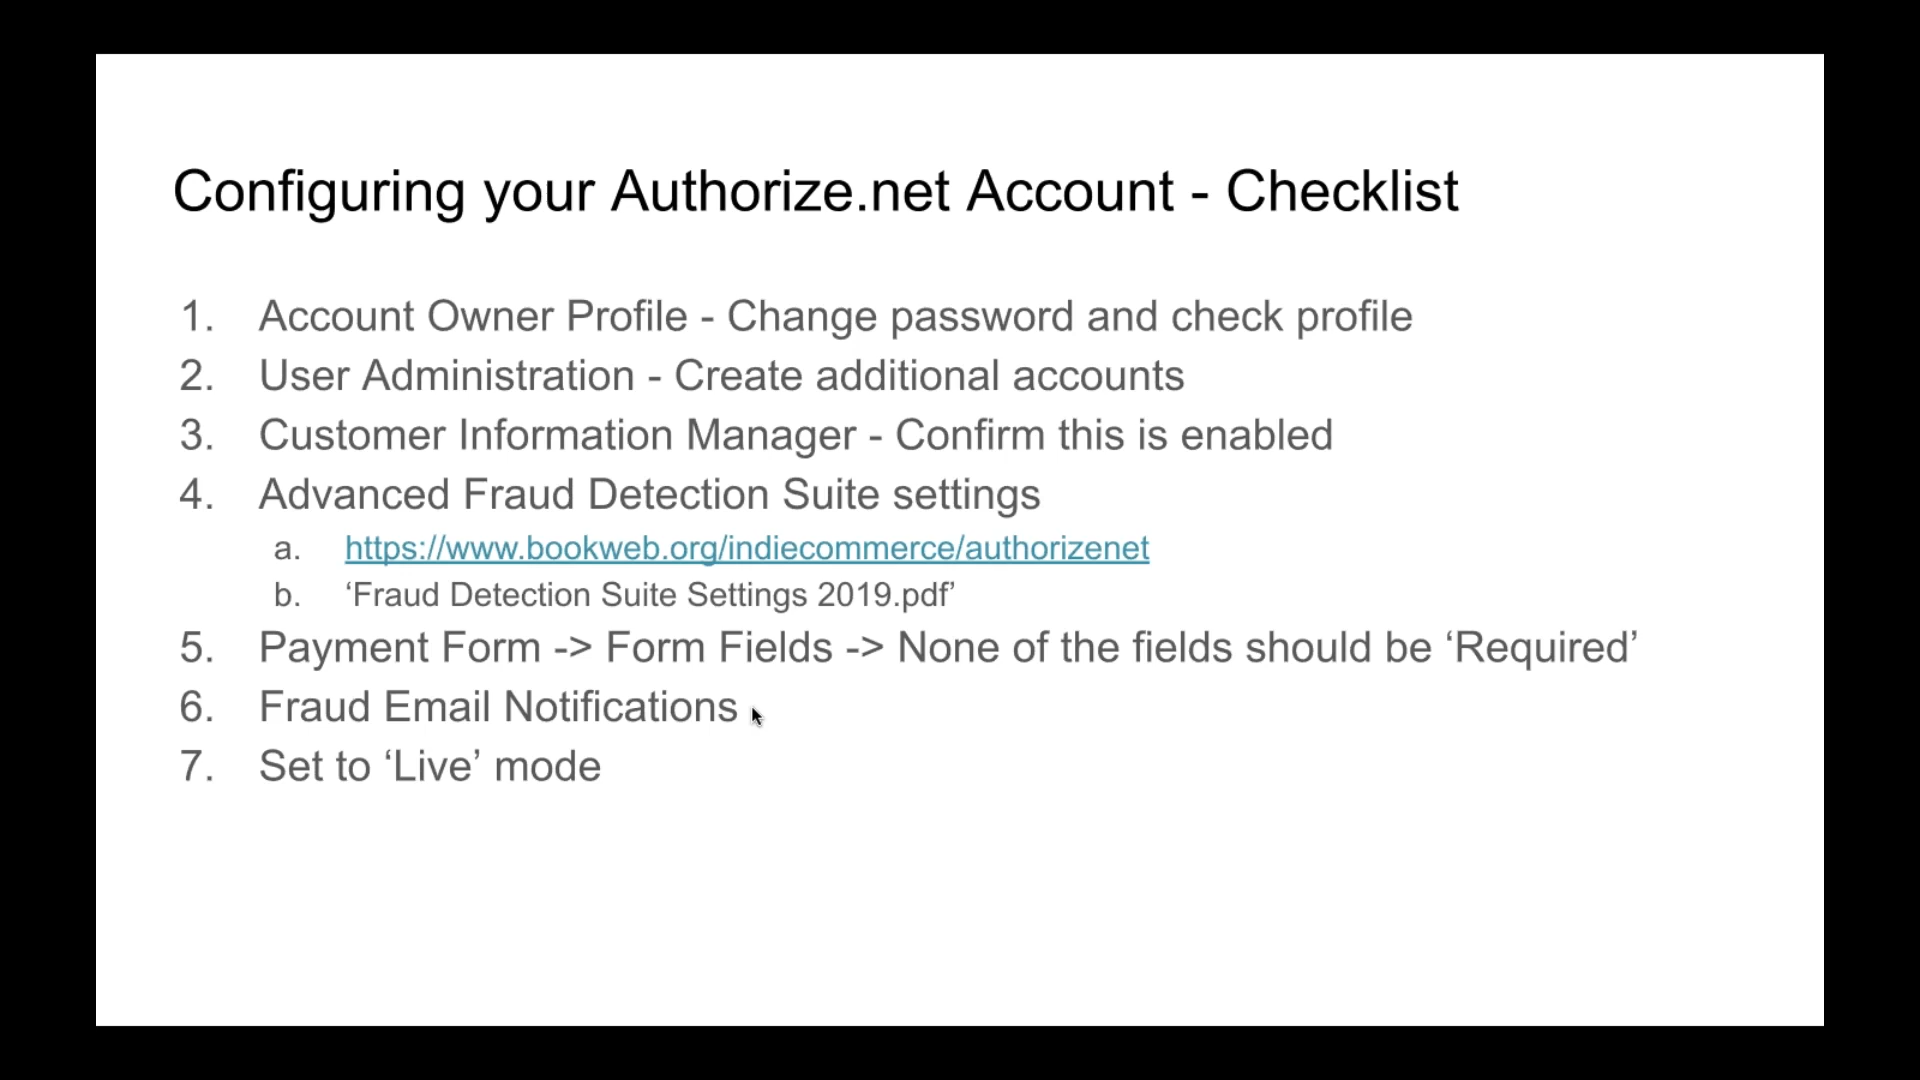 Configuring your Authorize.net Account - Checklist
1. Account Owner Profile - Change password and check profile
2. User Administration - Create additional accounts
3. Customer Information Manager - Confirm this is enabled
4. Advanced Fraud Detection Suite settings
a. https://www.bookweb.org/indiecommerce/authorizenet
b. ‘Fraud Detection Suite Settings 2019.pdf’
5. Payment Form -> Form Fields -> None of the fields should be ‘Required’
6. Fraud Email Notifications
7. Set to ‘Live’ mode